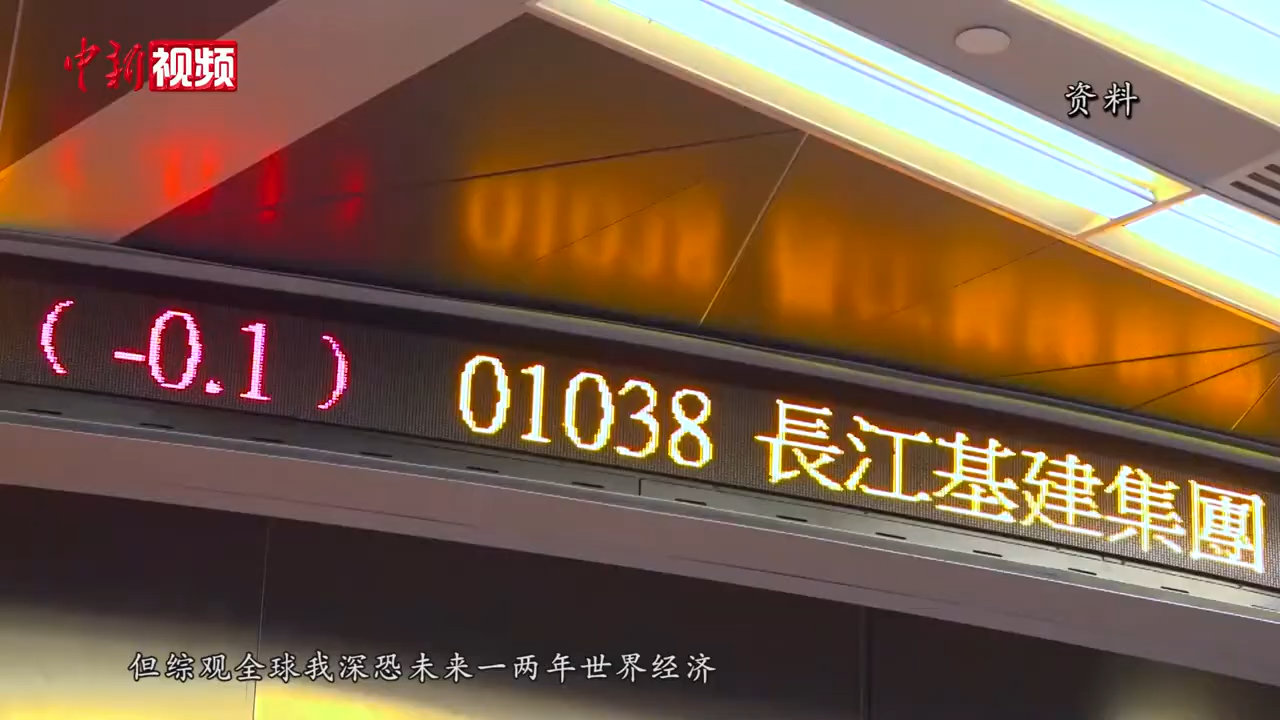 中新视频
资料
(-0.1) 01038 長江基建集團
但综观全球我深恐未来一两年世界经济